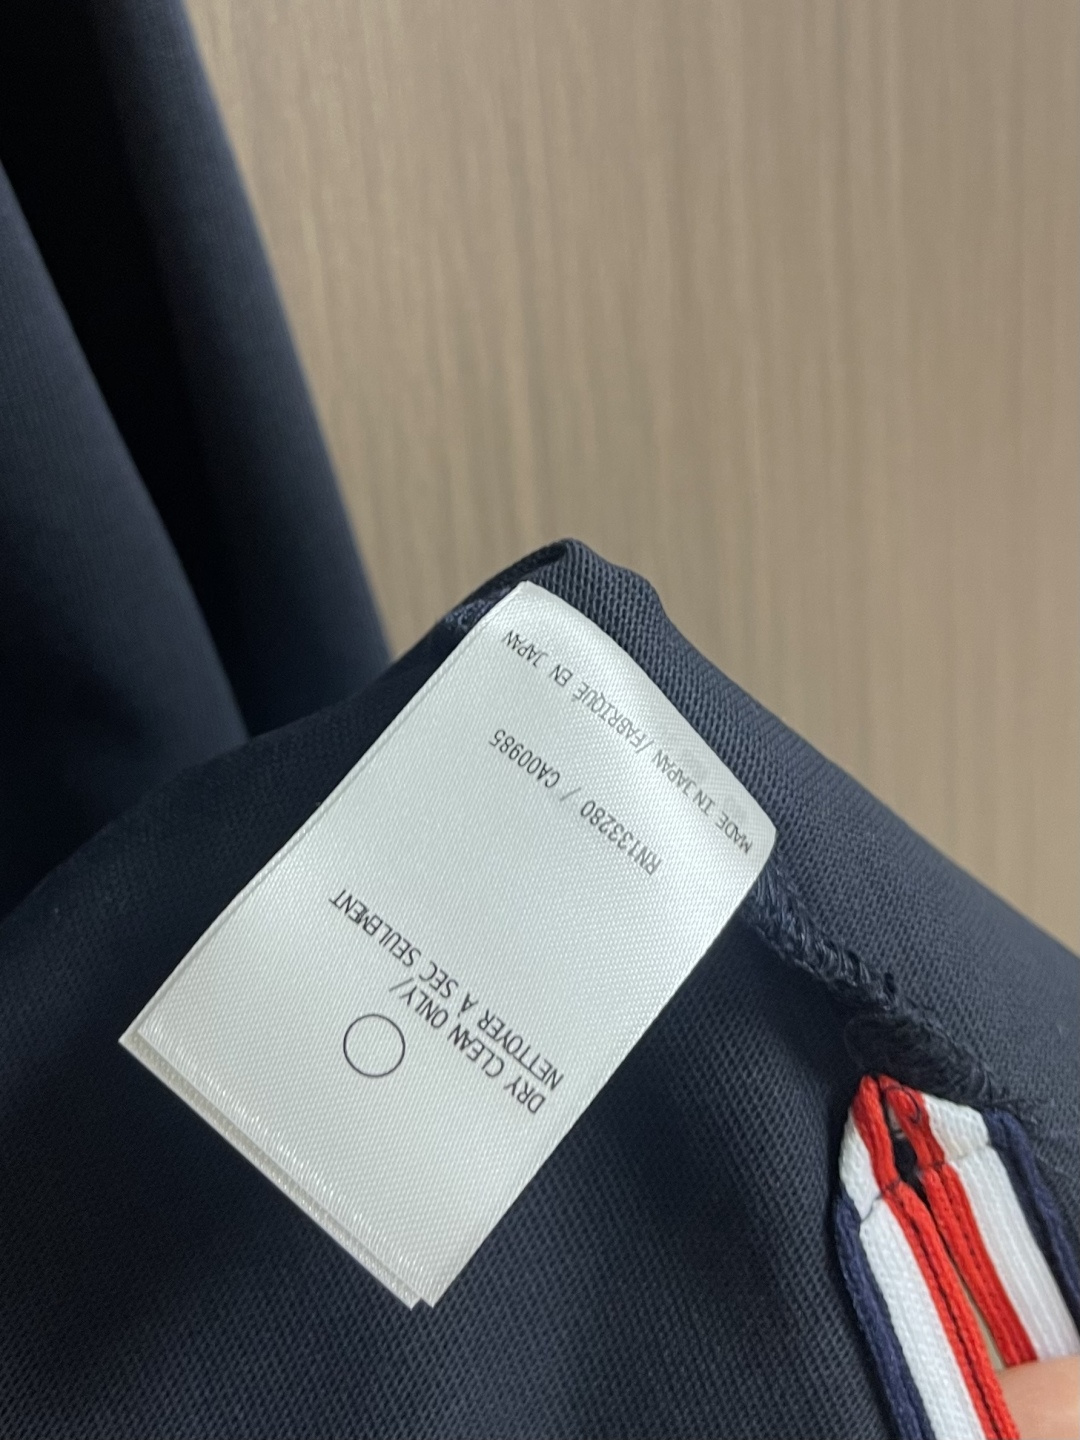 DRY CLEAN ONLY/
NETTOYER À SEC SEULEMENT
RN133280 / CA00985
MADE IN JAPAN/FABRIQUÉ EN JAPAN